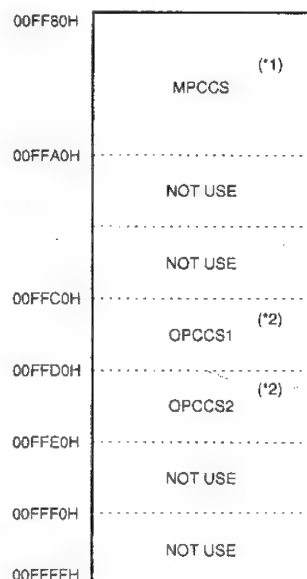 00FF80H
(*1)
MPCCS
00FFA0H
NOT USE
NOT USE
00FFC0H
(*2)
OPCCS1
00FFD0H
(*2)
OPCCS2
00FFE0H
NOT USE
00FFF0H
NOT USE
00FFFFH